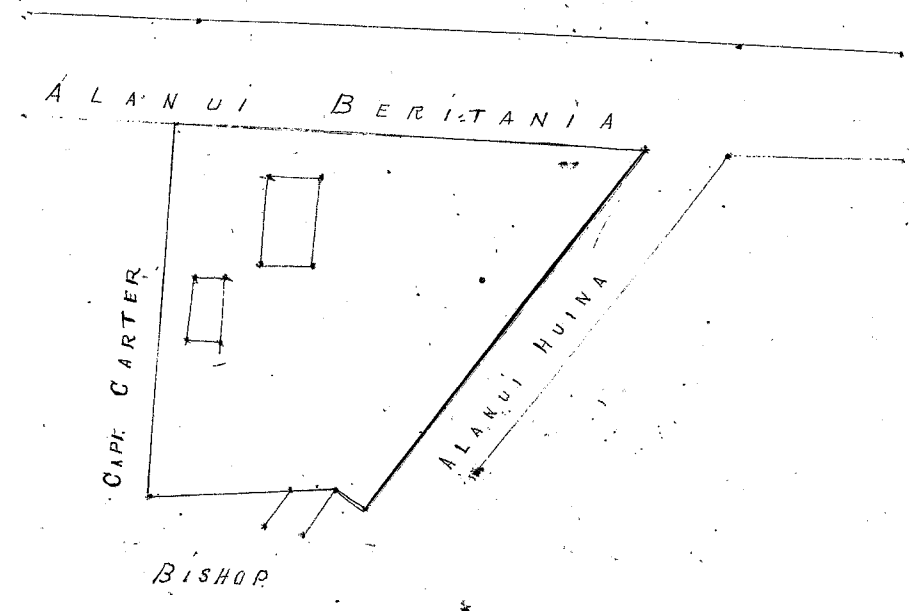 ALANUI BERITANIA
CAPt. CARTER
ALANUI HUINA
BISHOP.